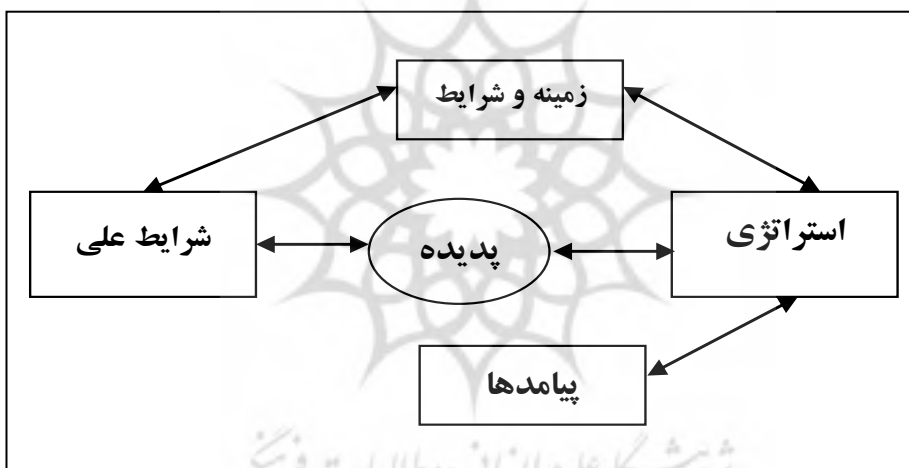 زمینه و شرایط
استراتژی
پدیده
شرایط علی
پیامدها